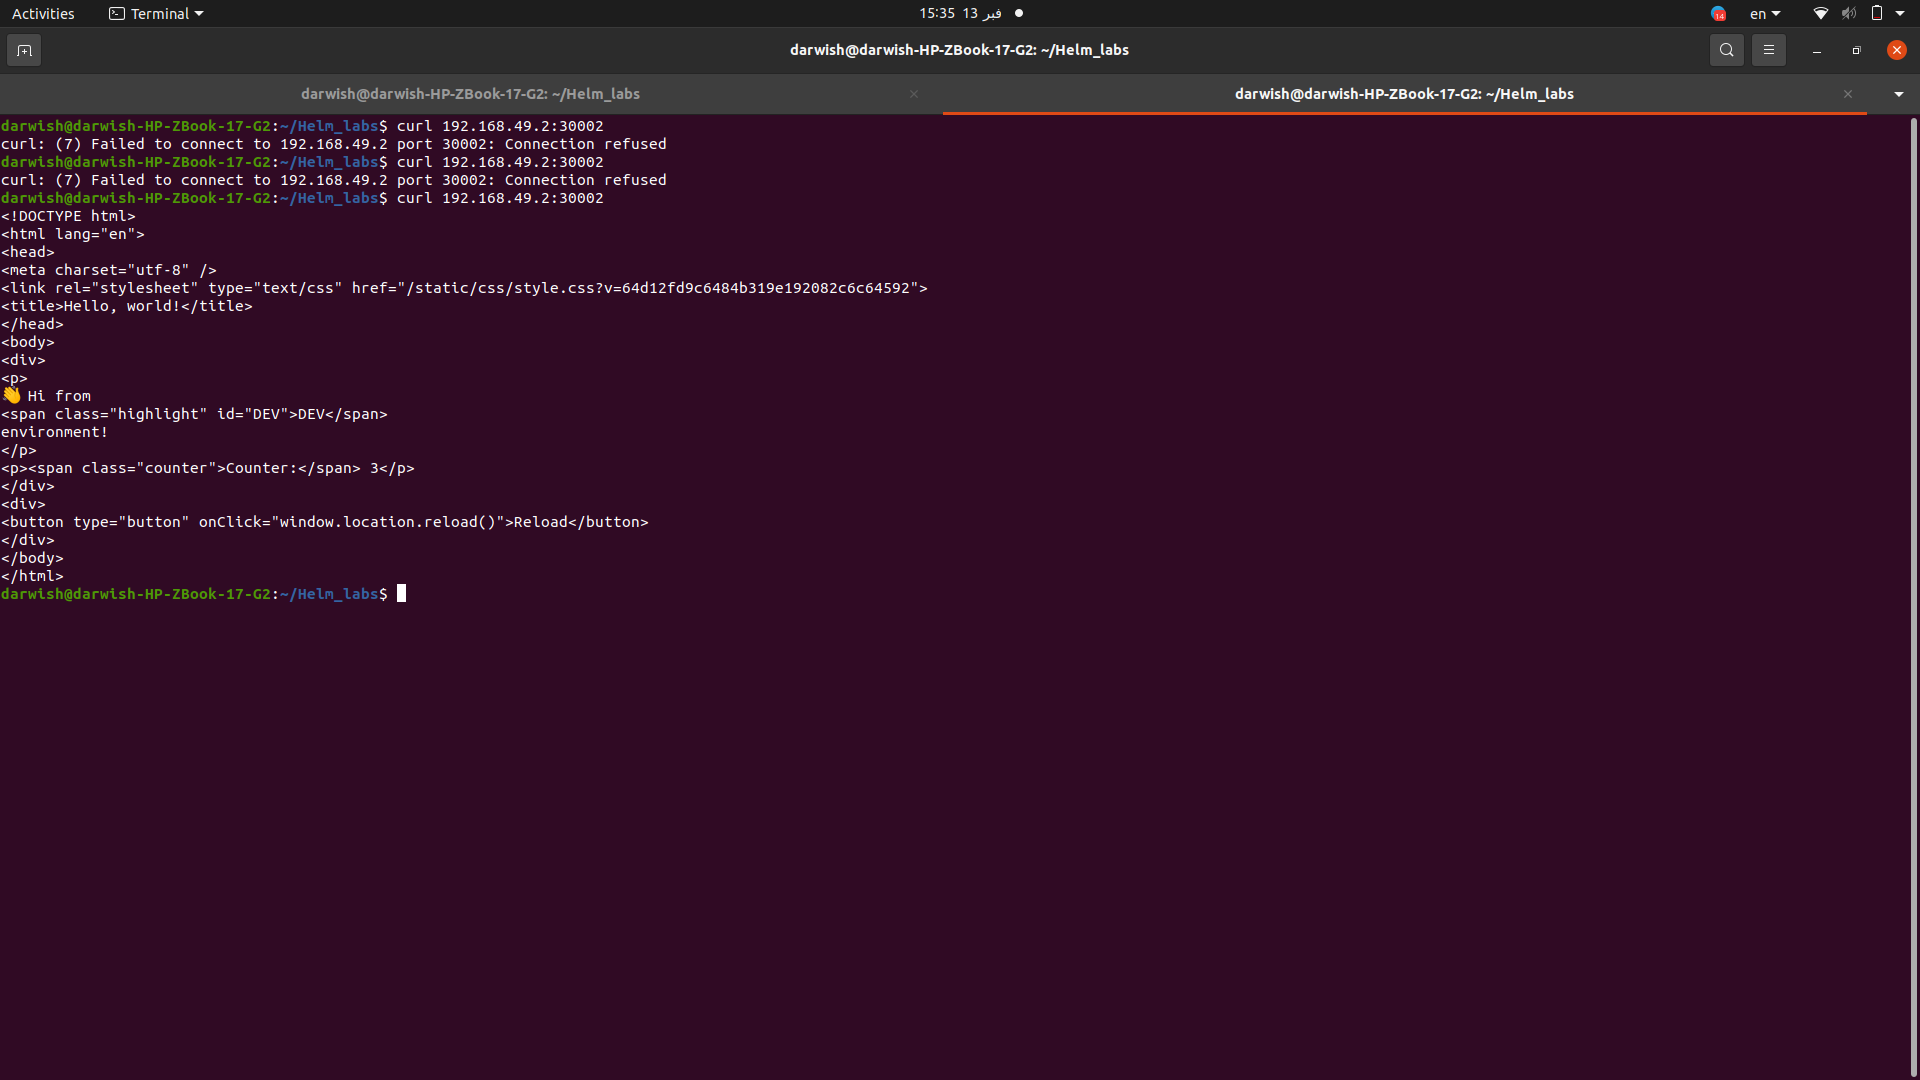 Activities
Terminal
15:35 13 فبر
14
en
darwish@darwish-HP-ZBook-17-G2: ~/Helm_labs
darwish@darwish-HP-ZBook-17-G2: ~/Helm_labs
darwish@darwish-HP-ZBook-17-G2: ~/Helm_labs
darwish@darwish-HP-ZBook-17-G2:~/Helm_labs$ curl 192.168.49.2:30002
curl: (7) Failed to connect to 192.168.49.2 port 30002: Connection refused
darwish@darwish-HP-ZBook-17-G2:~/Helm_labs$ curl 192.168.49.2:30002
curl: (7) Failed to connect to 192.168.49.2 port 30002: Connection refused
darwish@darwish-HP-ZBook-17-G2:~/Helm_labs$ curl 192.168.49.2:30002
<!DOCTYPE html>
<html lang="en">
<head>
<meta charset="utf-8" />
<link rel="stylesheet" type="text/css" href="/static/css/style.css?v=64d12fd9c6484b319e192082c6c64592">
<title>Hello, world!</title>
</head>
<body>
<div>
<p>
👋 Hi from
<span class="highlight" id="DEV">DEV</span>
environment!
</p>
<p><span class="counter">Counter:</span> 3</p>
</div>
<div>
<button type="button" onClick="window.location.reload()">Reload</button>
</div>
</body>
</html>
darwish@darwish-HP-ZBook-17-G2:~/Helm_labs$